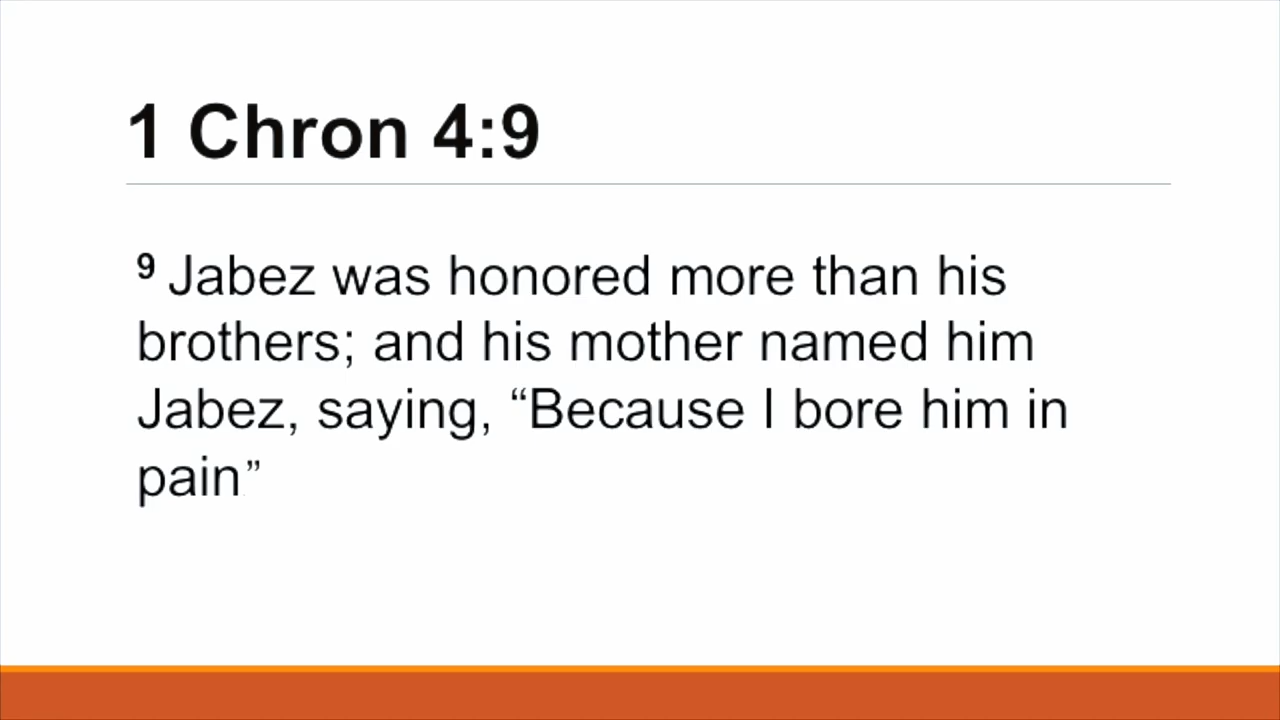 1 Chron 4:9
9 Jabez was honored more than his
brothers; and his mother named him
Jabez, saying, “Because I bore him in
pain”